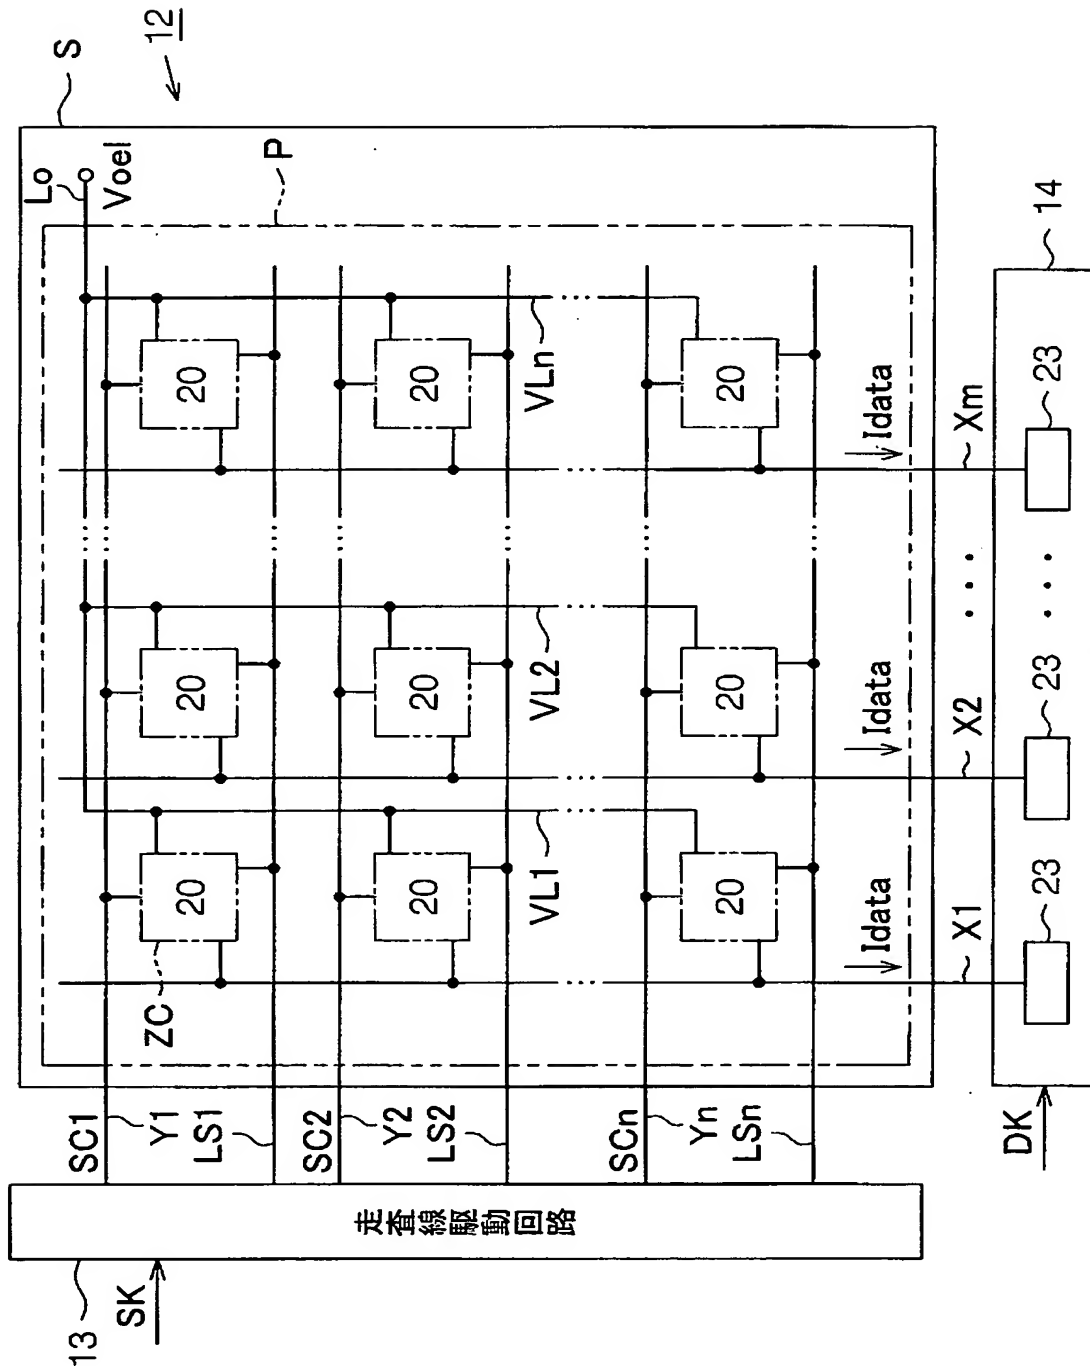 12
S
Lo
Voel
P
14
SC1
Y1
LS1
20
20
20
ZC
SC2
Y2
LS2
20
20
20
VL1
VL2
VLn
SCn
Yn
LSn
20
20
20
Idata
Idata
Idata
X1
X2
Xm
23
23
23
走査線駆動回路
13
SK
DK